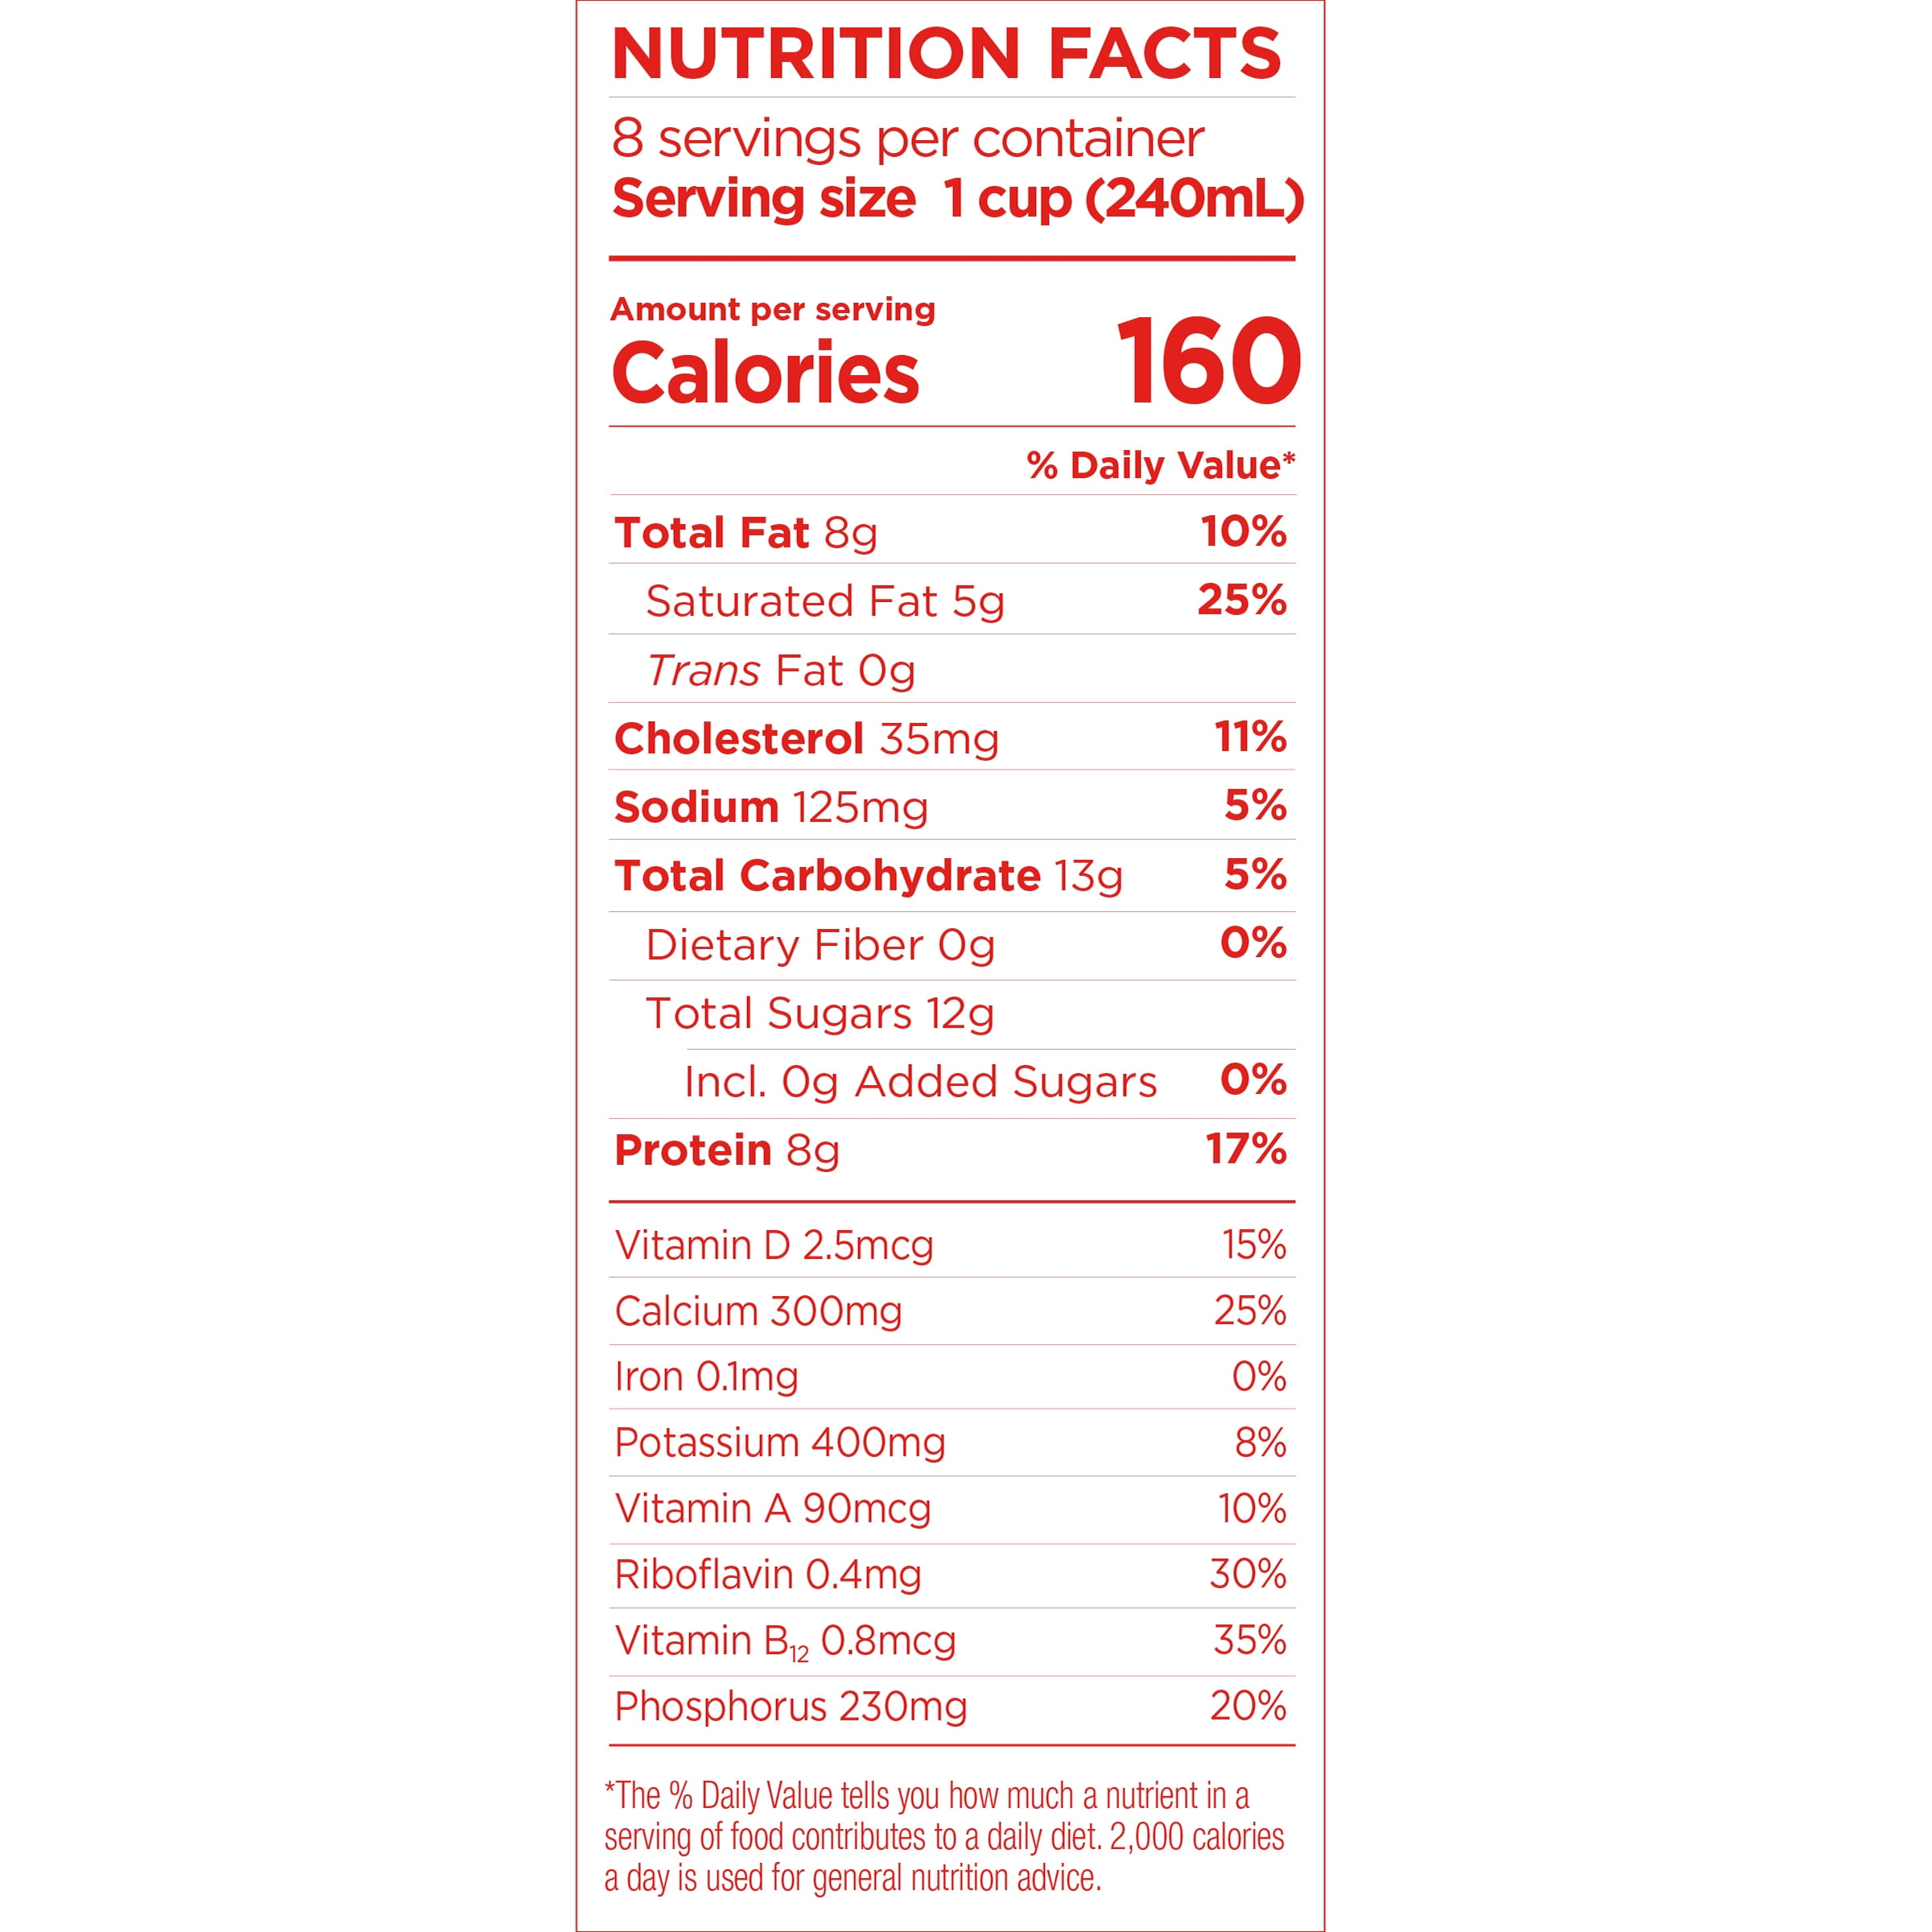 NUTRITION FACTS
8 servings per container
Serving size 1 cup (240mL)
Amount per serving
Calories 160
% Daily Value*
Total Fat 8g 10%
Saturated Fat 5g 25%
Trans Fat 0g
Cholesterol 35mg 11%
Sodium 125mg 5%
Total Carbohydrate 13g 5%
Dietary Fiber 0g 0%
Total Sugars 12g
Incl. 0g Added Sugars 0%
Protein 8g 17%
Vitamin D 2.5mcg 15%
Calcium 300mg 25%
Iron 0.1mg 0%
Potassium 400mg 8%
Vitamin A 90mcg 10%
Riboflavin 0.4mg 30%
Vitamin B₁₂ 0.8mcg 35%
Phosphorus 230mg 20%
*The % Daily Value tells you how much a nutrient in a
serving of food contributes to a daily diet. 2,000 calories
a day is used for general nutrition advice.